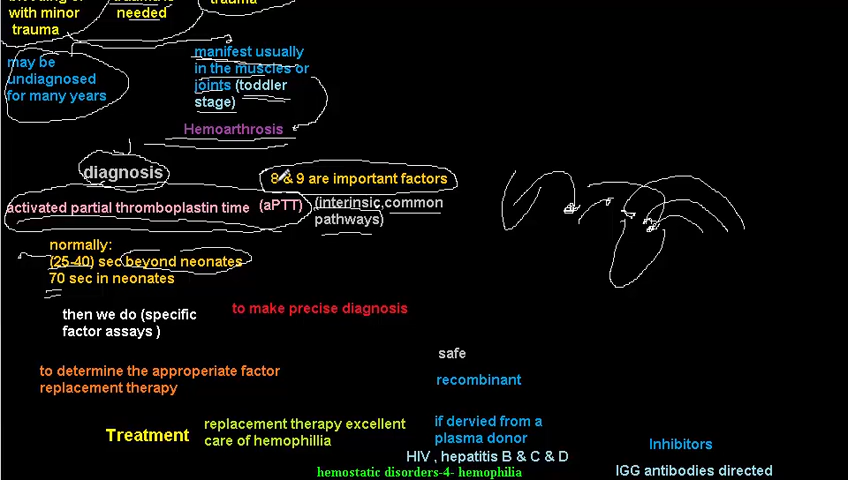 with minor
trauma
needed
trauma
may be
undiagnosed
for many years
manifest usually
in the muscles or
joints (toddler
stage)
Hemoarthrosis
diagnosis
8 & 9 are important factors
activated partial thromboplastin time (aPTT)
(interinsic,common
pathways)
normally:
(25-40) sec beyond neonates
70 sec in neonates
then we do (specific
factor assays )
to make precise diagnosis
to determine the approperiate factor
replacement therapy
safe
recombinant
Treatment
replacement therapy excellent
care of hemophillia
if dervied from a
plasma donor
HIV , hepatitis B & C & D
Inhibitors
IGG antibodies directed
hemostatic disorders-4- hemophilia